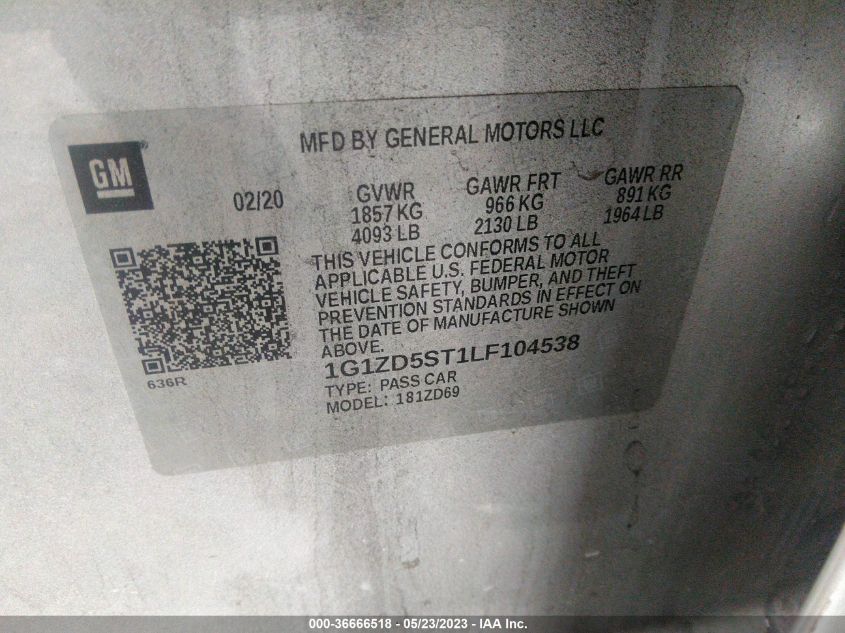 MFD BY GENERAL MOTORS LLC
GM
02/20
GVWR
1857 KG
4093 LB
GAWR FRT
966 KG
2130 LB
GAWR RR
891 KG
1964 LB
THIS VEHICLE CONFORMS TO ALL
APPLICABLE U.S. FEDERAL MOTOR
VEHICLE SAFETY, BUMPER, AND THEFT
PREVENTION STANDARDS IN EFFECT ON
THE DATE OF MANUFACTURE SHOWN
ABOVE.
636R
1G1ZD5ST1LF104538
TYPE: PASS CAR
MODEL: 181ZD69
000-36666518 - 05/23/2023 - IAA Inc.